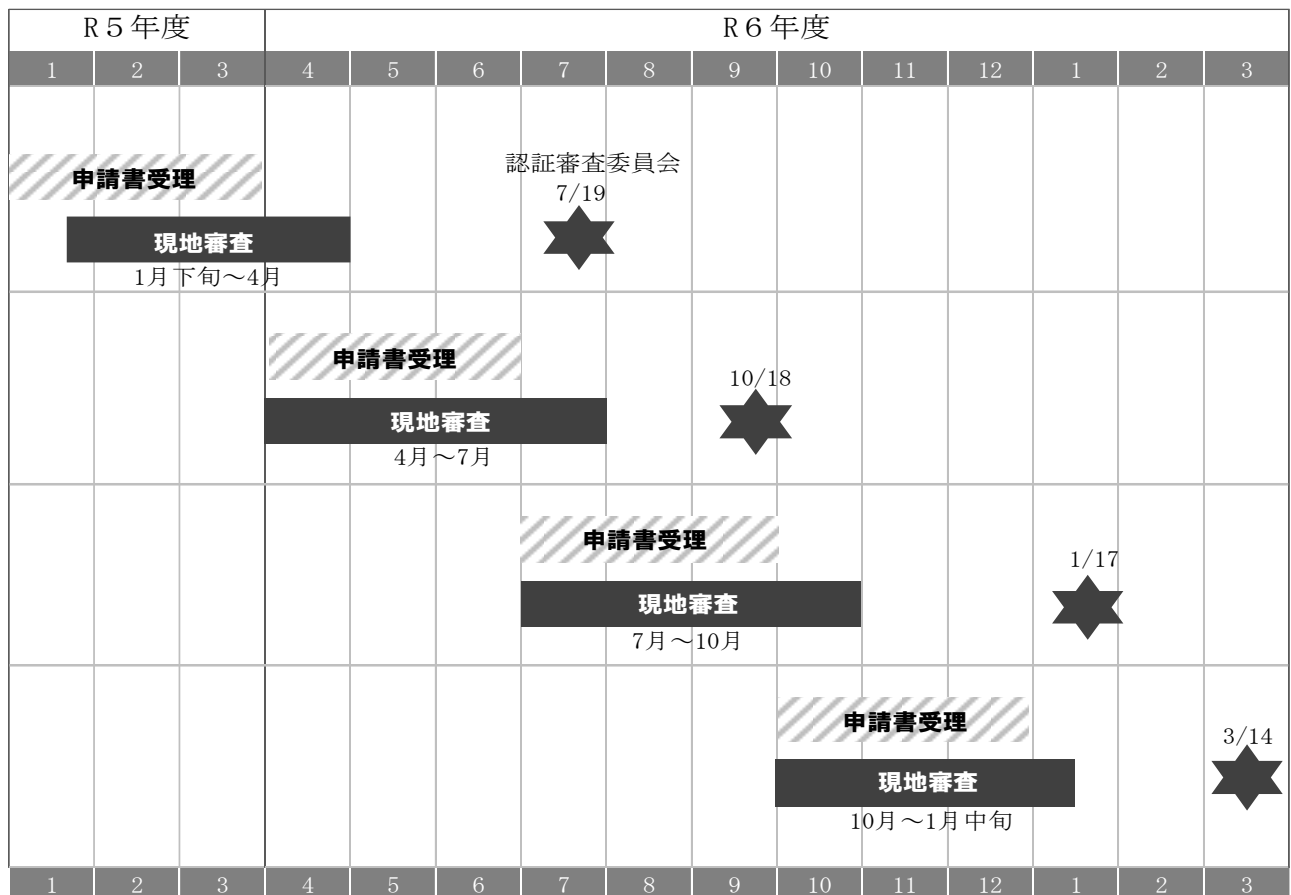 R５年度 R６年度
1 2 3 4 5 6 7 8 9 10 11 12 1 2 3
申請書受理
認証審査委員会
7/19
現地審査
1月下旬～4月
申請書受理
10/18
現地審査
4月～7月
申請書受理
1/17
現地審査
7月～10月
申請書受理
3/14
現地審査
10月～1月中旬
1 2 3 4 5 6 7 8 9 10 11 12 1 2 3